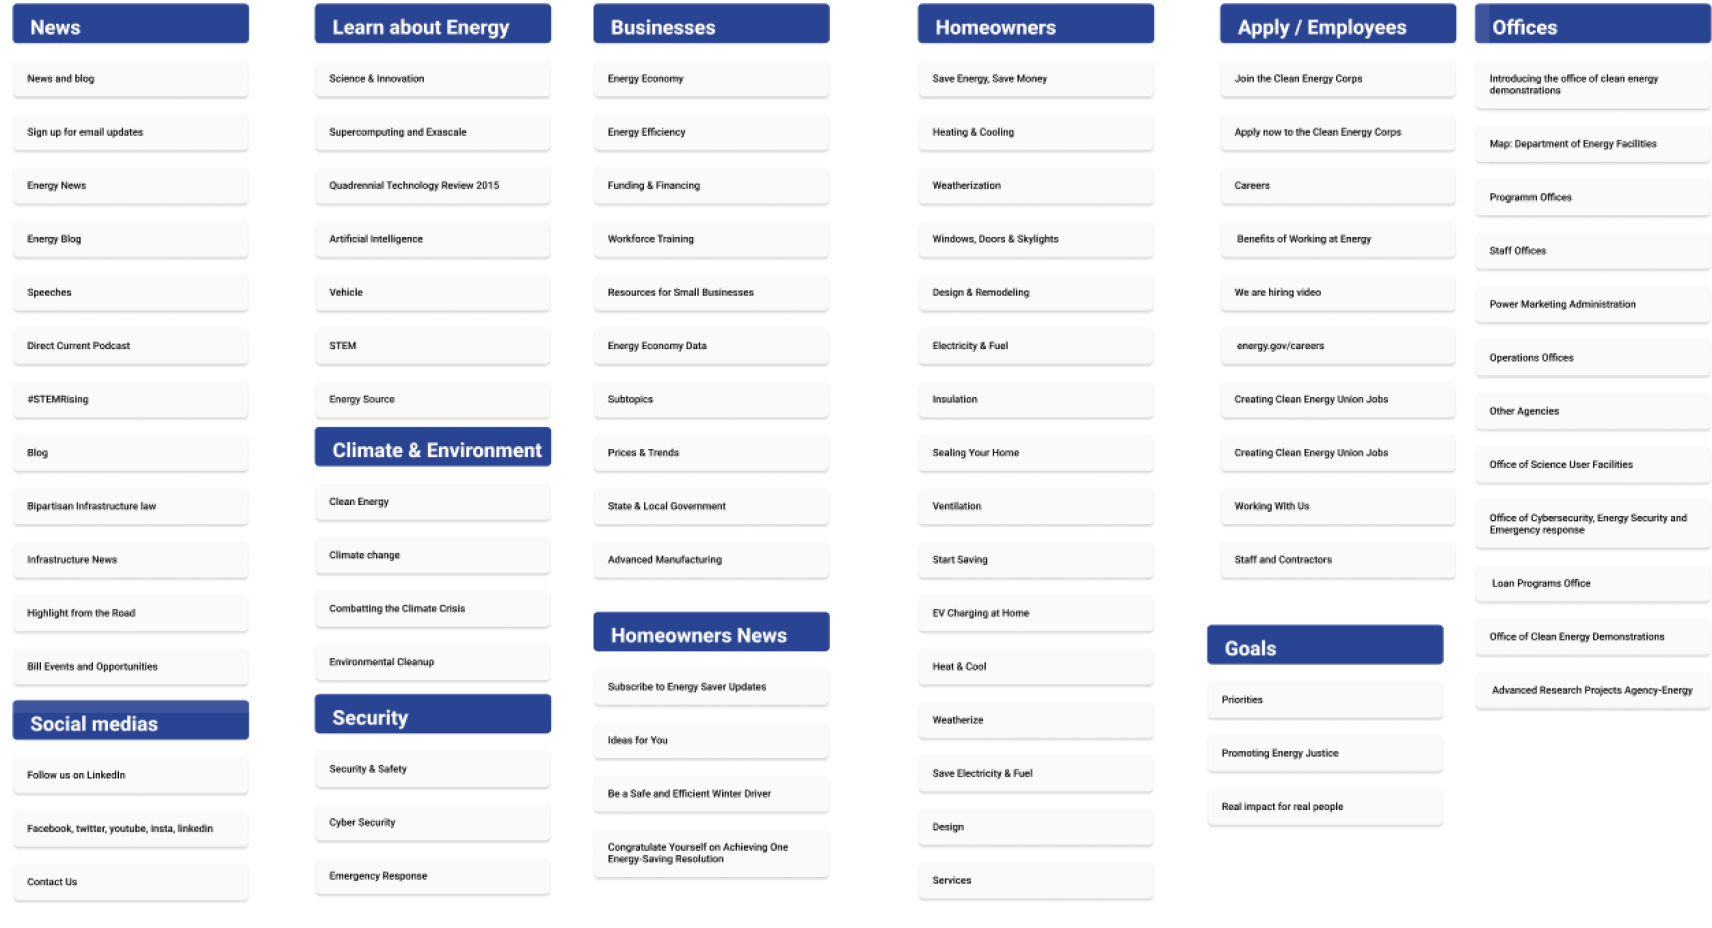 News
News and blog
Sign up for email updates
Energy News
Energy Blog
Speeches
Direct Current Podcast
#STEMRising
Blog
Bipartisan Infrastructure law
Infrastructure News
Highlight from the Road
Bill Events and Opportunities
Social medias
Follow us on LinkedIn
Facebook, twitter, youtube, insta, linkedin
Contact Us
Learn about Energy
Science & Innovation
Supercomputing and Exascale
Quadrennial Technology Review 2015
Artificial Intelligence
Vehicle
STEM
Energy Source
Climate & Environment
Clean Energy
Climate change
Combatting the Climate Crisis
Environmental Cleanup
Security
Security & Safety
Cyber Security
Emergency Response
Businesses
Energy Economy
Energy Efficiency
Funding & Financing
Workforce Training
Resources for Small Businesses
Energy Economy Data
Subtopics
Prices & Trends
State & Local Government
Advanced Manufacturing
Homeowners News
Subscribe to Energy Saver Updates
Ideas for You
Be a Safe and Efficient Winter Driver
Congratulate Yourself on Achieving One
Energy-Saving Resolution
Homeowners
Save Energy, Save Money
Heating & Cooling
Weatherization
Windows, Doors & Skylights
Design & Remodeling
Electricity & Fuel
Insulation
Sealing Your Home
Ventilation
Start Saving
EV Charging at Home
Heat & Cool
Weatherize
Save Electricity & Fuel
Design
Services
Apply / Employees
Join the Clean Energy Corps
Apply now to the Clean Energy Corps
Careers
Benefits of Working at Energy
We are hiring video
energy.gov/careers
Creating Clean Energy Union Jobs
Creating Clean Energy Union Jobs
Working With Us
Staff and Contractors
Goals
Priorities
Promoting Energy Justice
Real impact for real people
Offices
Introducing the office of clean energy
demonstrations
Map: Department of Energy Facilities
Programm Offices
Staff Offices
Power Marketing Administration
Operations Offices
Other Agencies
Office of Science User Facilities
Office of Cybersecurity, Energy Security and
Emergency response
Loan Programs Office
Office of Clean Energy Demonstrations
Advanced Research Projects Agency-Energy